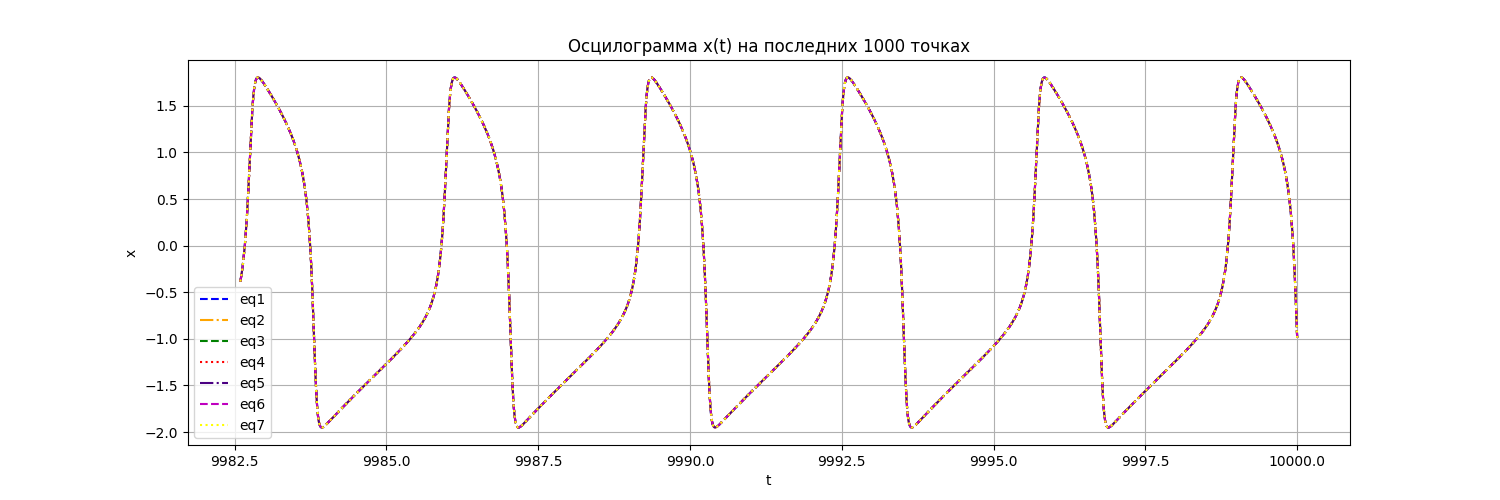 Осцилограмма x(t) на последних 1000 точках
x
1.5
1.0
0.5
0.0
−0.5
−1.0
−1.5
−2.0
eq1
eq2
eq3
eq4
eq5
eq6
eq7
9982.5
9985.0
9987.5
9990.0
9992.5
9995.0
9997.5
10000.0
t